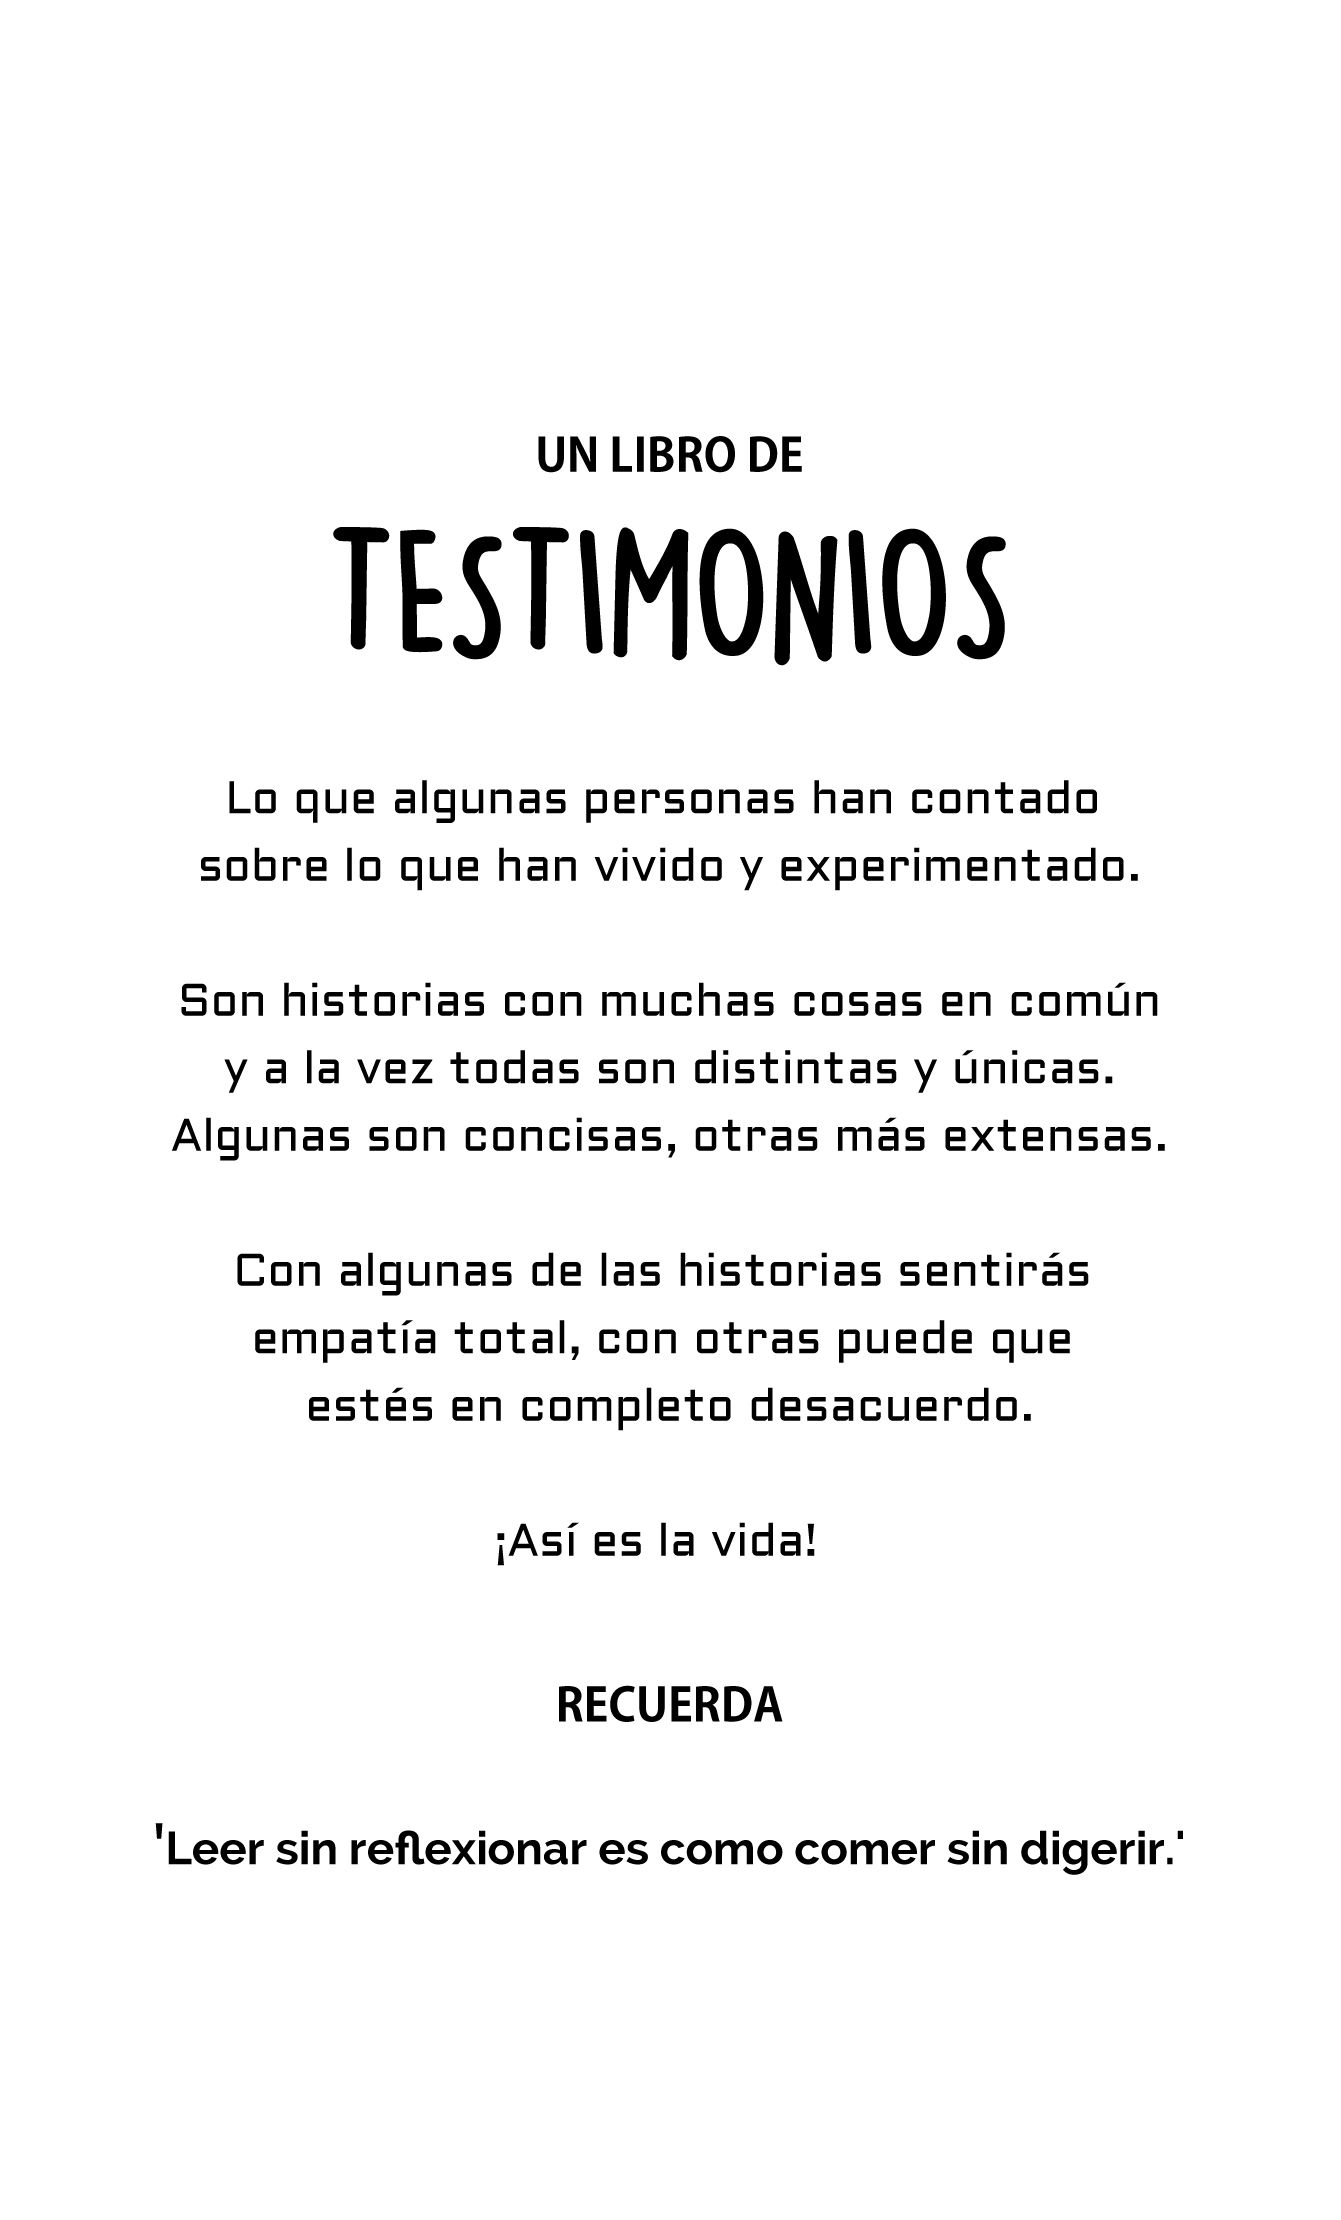 UN LIBRO DE
TESTIMONIOS
Lo que algunas personas han contado
sobre lo que han vivido y experimentado.
Son historias con muchas cosas en común
y a la vez todas son distintas y únicas.
Algunas son concisas, otras más extensas.
Con algunas de las historias sentirás
empatía total, con otras puede que
estés en completo desacuerdo.
¡Así es la vida!
RECUERDA
'Leer sin reflexionar es como comer sin digerir.'